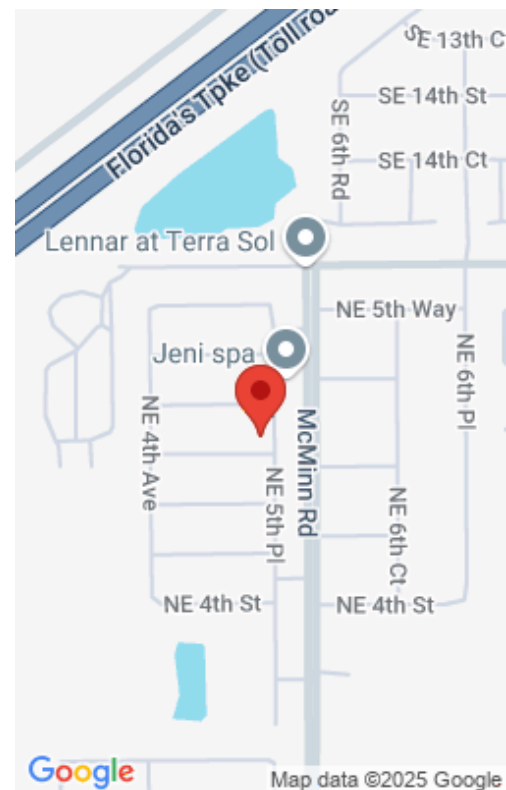 SE 13th C
Florida's Tpke (Toll roa
SE 14th St
SE 6th Rd
SE 14th Ct
Lennar at Terra Sol
NE 5th Way
Jeni spa
NE 6th Pl
NE 4th Ave
McMinn Rd
NE 5th Pl
NE 6th Ct
NE 4th St
NE 4th St
Google
Map data ©2025 Google